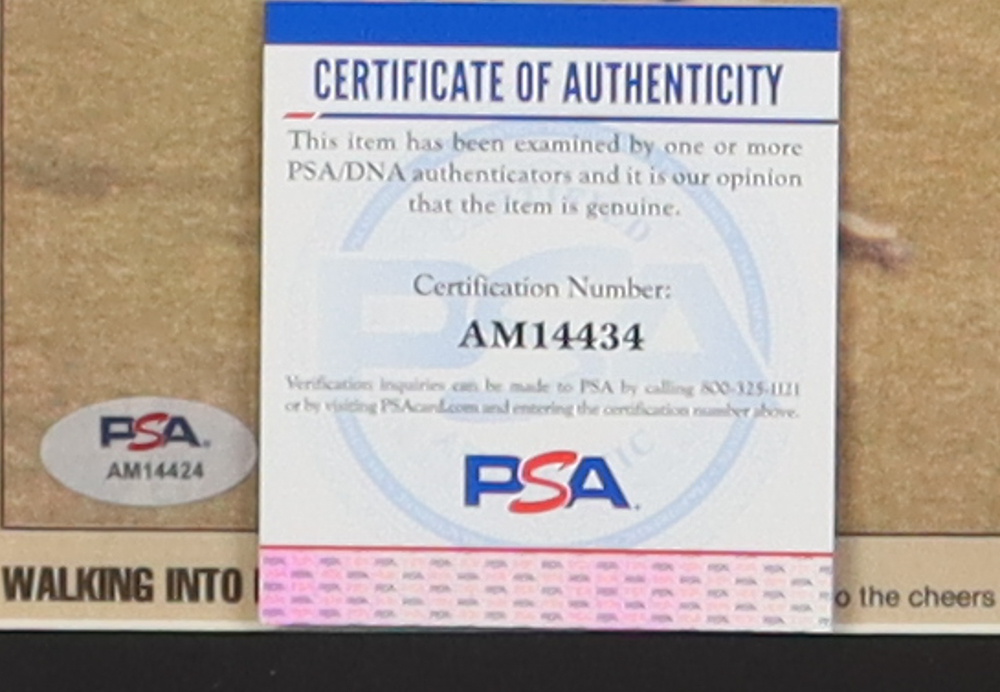 CERTIFICATE OF AUTHENTICITY
This item has been examined by one or more
PSA/DNA authenticators and it is our opinion
that the item is genuine.
Certification Number:
AM14434
Verification inquiries can be made to PSA by calling 800-325-1121
or by visiting PSAcard.com and entering the certification number above.
PSA.
PSA.
AM14424
WALKING INTO
o the cheers